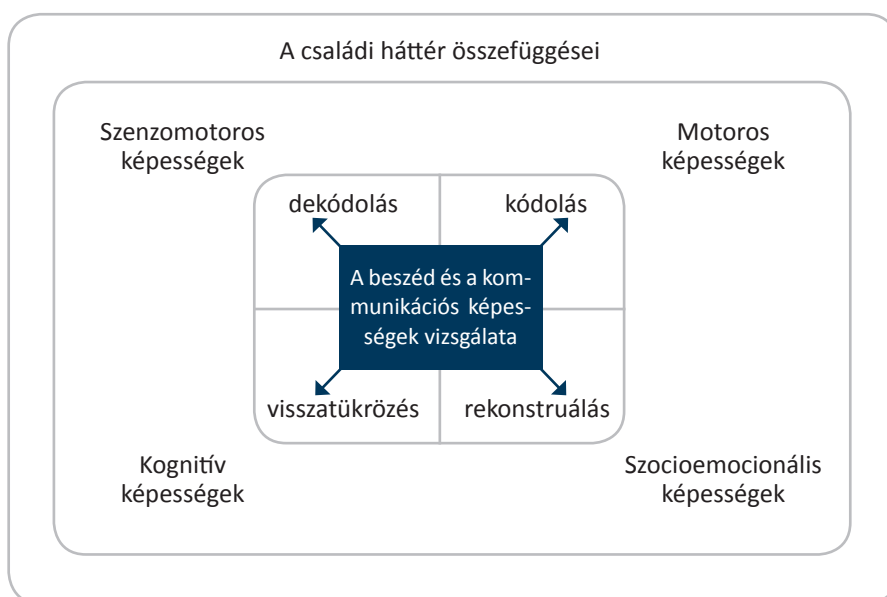 A családi háttér összefüggései
Szenzomotoros
képességek
Motoros
képességek
dekódolás
kódolás
A beszéd és a kom-
munikációs képes-
ségek vizsgálata
visszatükrözés
rekonstruálás
Kognitív
képességek
Szocioemocionális
képességek